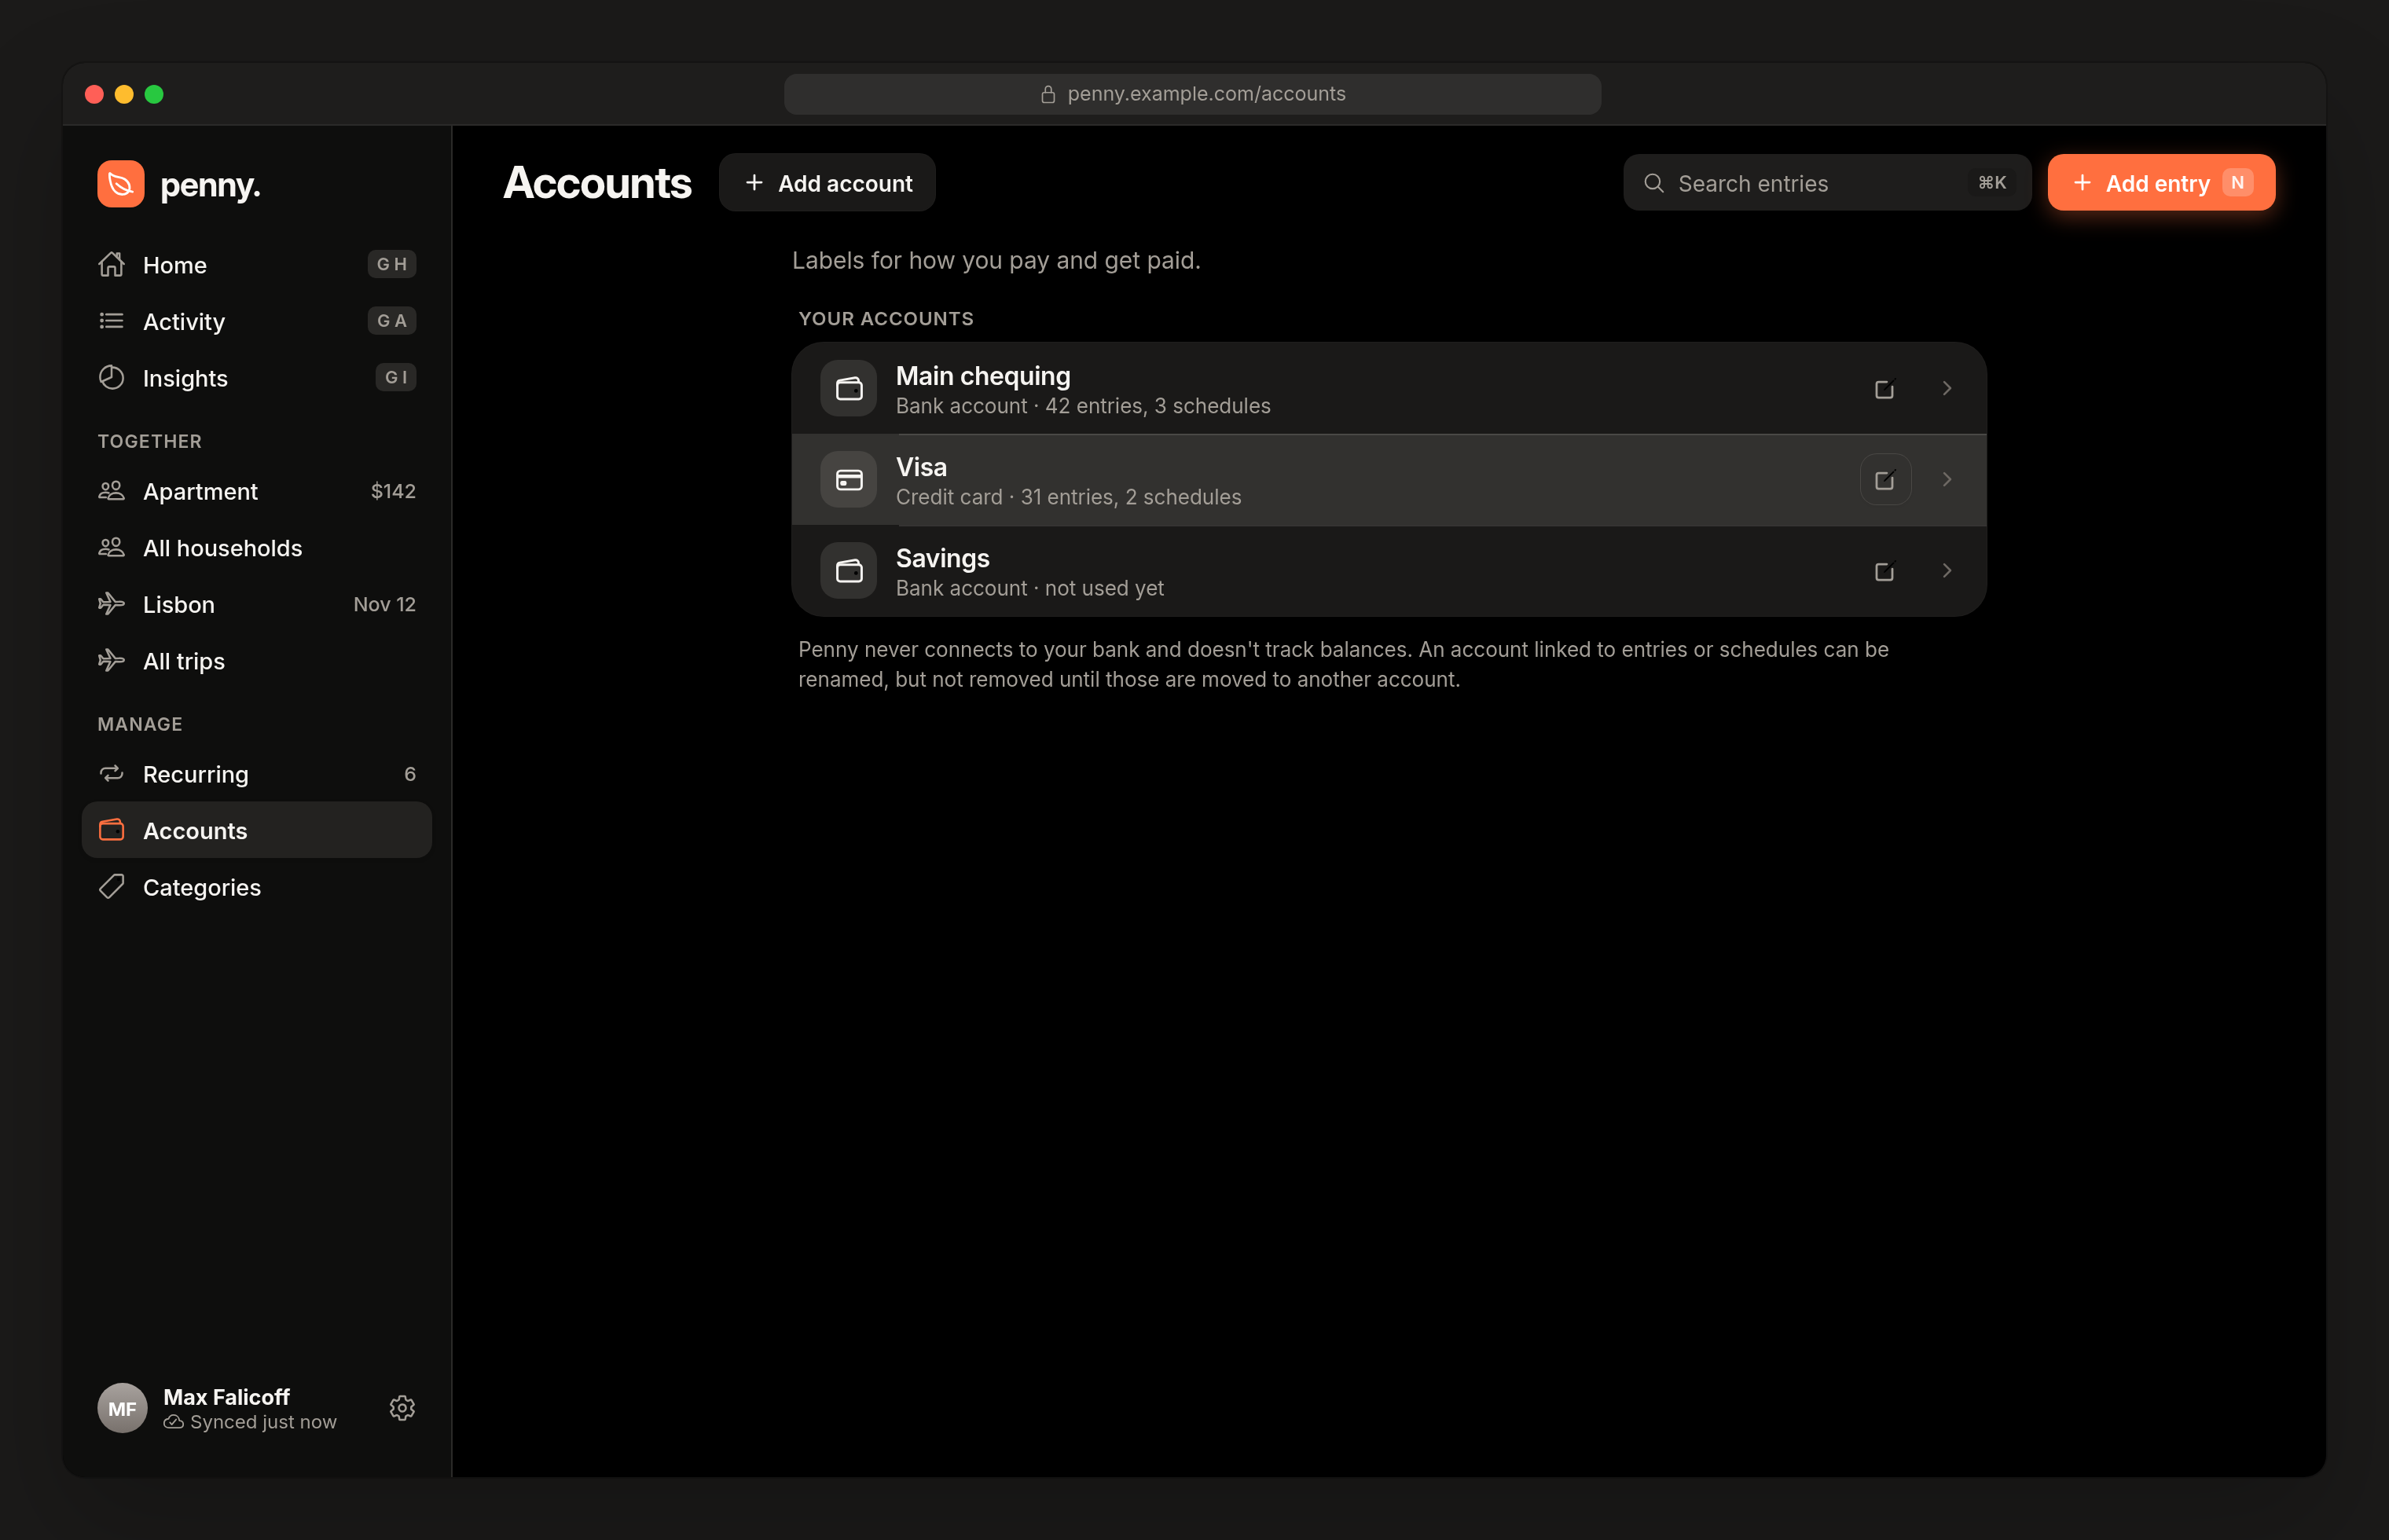 penny.example.com/accounts
penny.
Home G H
Activity G A
Insights G I
TOGETHER
Apartment $142
All households
Lisbon Nov 12
All trips
MANAGE
Recurring 6
Accounts
Categories
MF Max Falicoff
Synced just now
Accounts
Add account
Search entries ⌘K
Add entry N
Labels for how you pay and get paid.
YOUR ACCOUNTS
Main chequing
Bank account · 42 entries, 3 schedules
Visa
Credit card · 31 entries, 2 schedules
Savings
Bank account · not used yet
Penny never connects to your bank and doesn't track balances. An account linked to entries or schedules can be
renamed, but not removed until those are moved to another account.